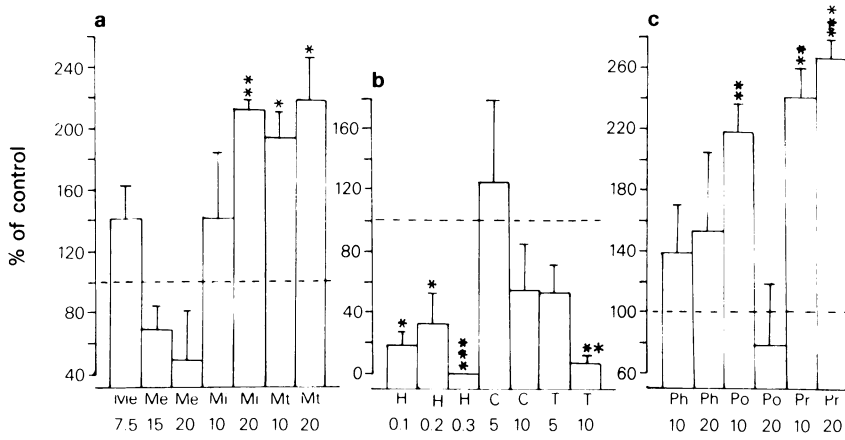 a
b
c
% of control
240
200
160
120
80
40
160
120
80
40
0
260
220
180
140
100
60
* ** * *
* * *** **
** ** ***
Me Me Me Mi Mi Mt Mt
7.5 15 20 10 20 10 20
H H H C C T T
0.1 0.2 0.3 5 10 5 10
Ph Ph Po Po Pr Pr
10 20 10 20 10 20